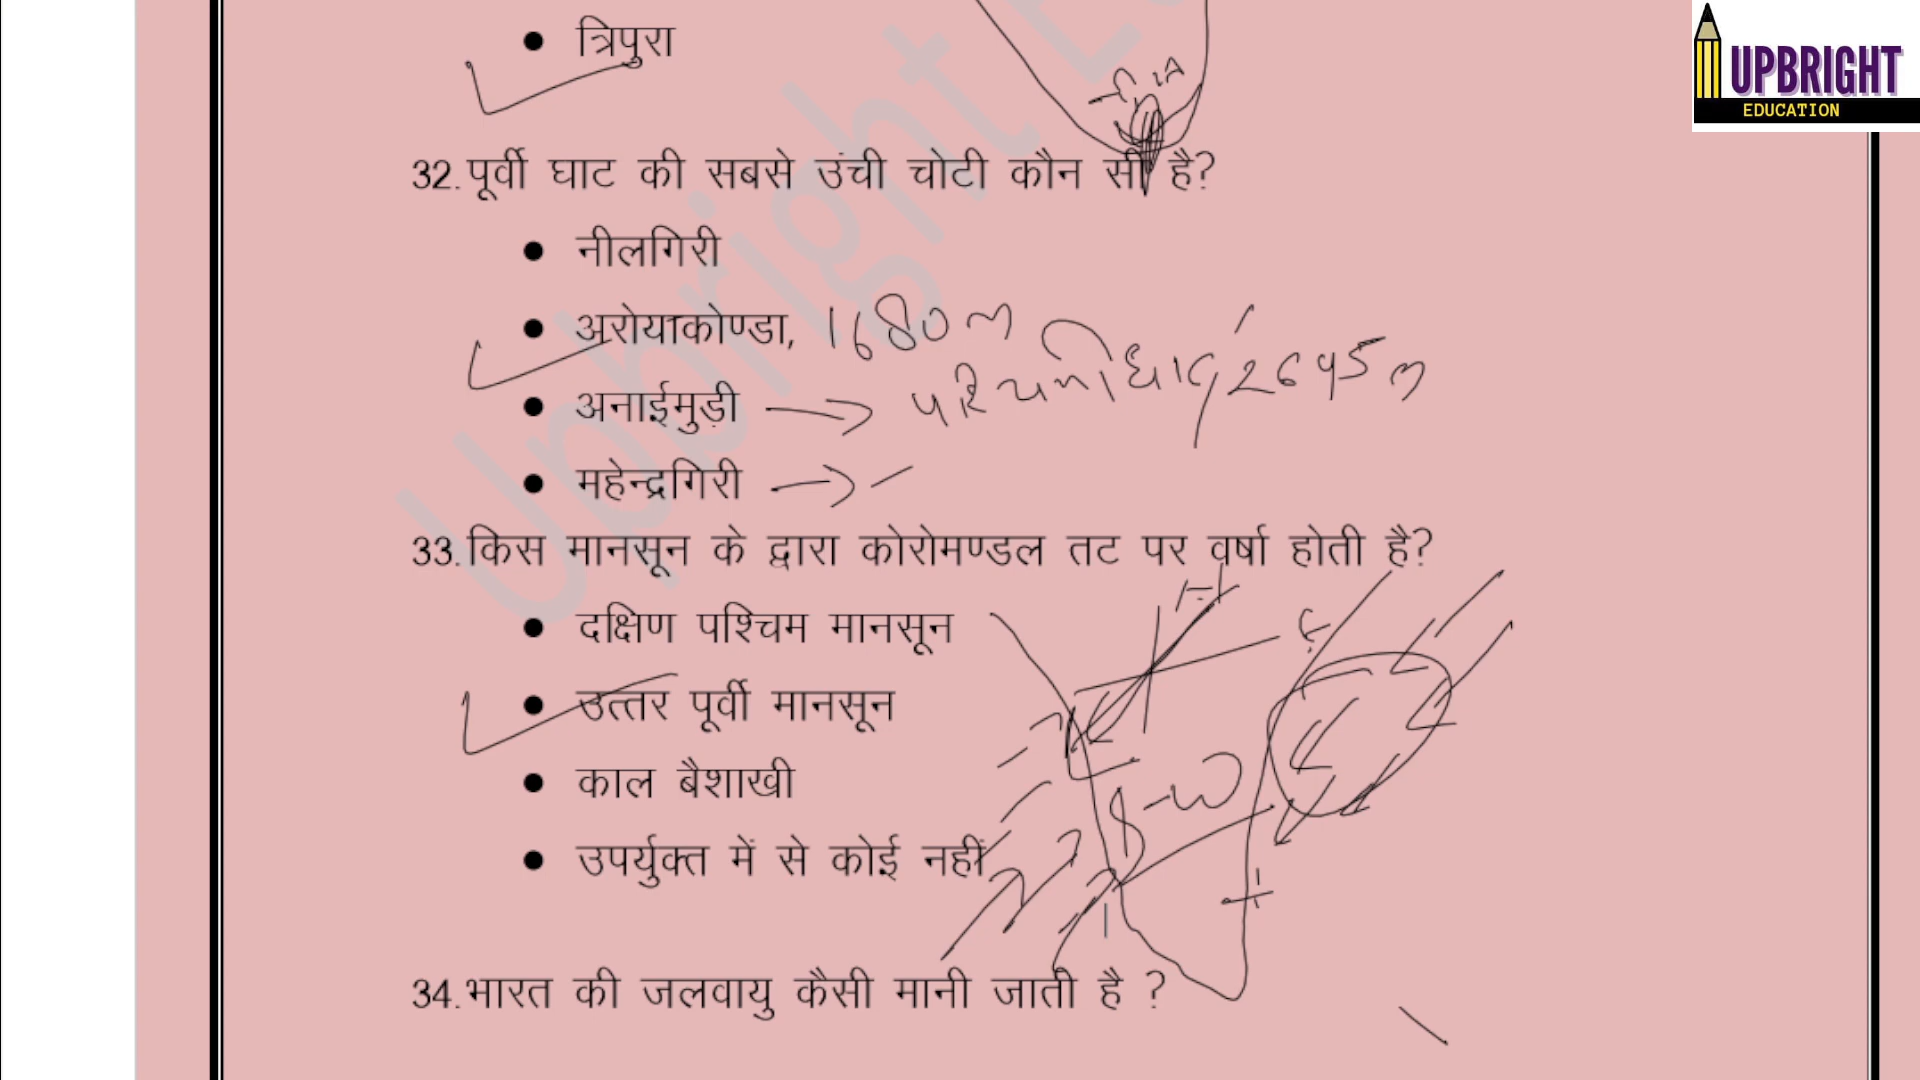 त्रिपुरा
UPBRIGHT
EDUCATION
32. पूर्वी घाट की सबसे उंची चोटी कौन सी है?
नीलगिरी
अरोयाकोण्डा, 1680 m
अनाईमुड़ी → 2695 m
महेन्द्रगिरी →
33. किस मानसून के द्वारा कोरोमण्डल तट पर वर्षा होती है?
दक्षिण पश्चिम मानसून
उत्तर पूर्वी मानसून
काल बैशाखी
उपर्युक्त में से कोई नहीं
S-W
34. भारत की जलवायु कैसी मानी जाती है ?